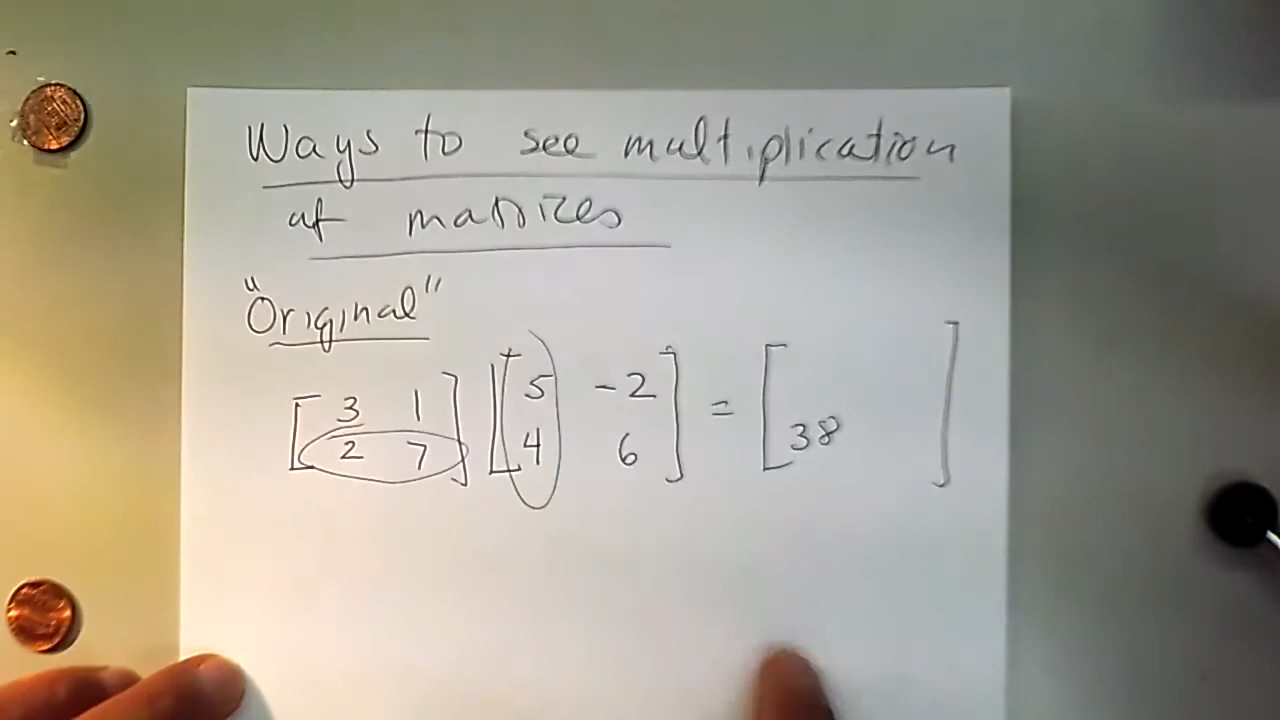 Ways to see multiplication
of matrices
"Original"
[ 3 1 ] [ 5 -2 ] = [ ]
[ 2 7 ] [ 4 6 ] [ 38 ]